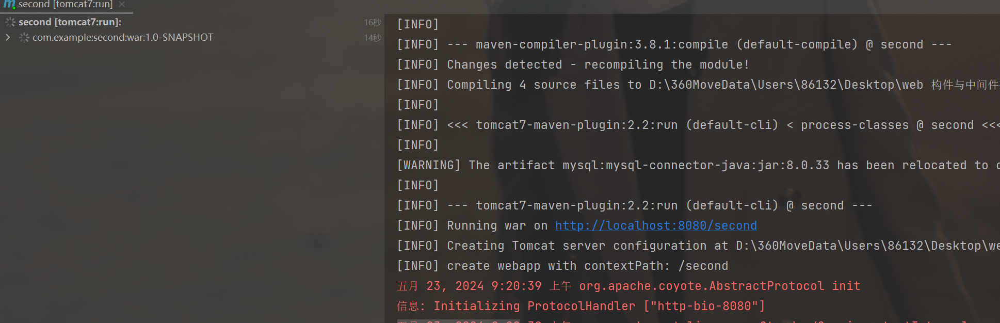 second [tomcat7:run]
second [tomcat7:run]: 16秒
com.example:second:war:1.0-SNAPSHOT 14秒
[INFO]
[INFO] --- maven-compiler-plugin:3.8.1:compile (default-compile) @ second ---
[INFO] Changes detected - recompiling the module!
[INFO] Compiling 4 source files to D:\360MoveData\Users\86132\Desktop\web 构件与中间件
[INFO]
[INFO] <<< tomcat7-maven-plugin:2.2:run (default-cli) < process-classes @ second <<<
[INFO]
[WARNING] The artifact mysql:mysql-connector-java:jar:8.0.33 has been relocated to
[INFO]
[INFO] --- tomcat7-maven-plugin:2.2:run (default-cli) @ second ---
[INFO] Running war on http://localhost:8080/second
[INFO] Creating Tomcat server configuration at D:\360MoveData\Users\86132\Desktop\we
[INFO] create webapp with contextPath: /second
五月 23, 2024 9:20:39 上午 org.apache.coyote.AbstractProtocol init
信息: Initializing ProtocolHandler ["http-bio-8080"]